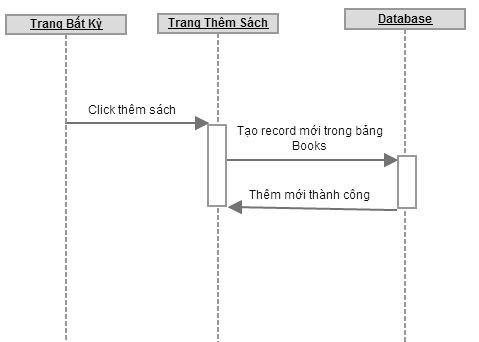 Trang Bất Kỳ
Trang Thêm Sách
Database
Click thêm sách
Tạo record mới trong bảng
Books
Thêm mới thành công